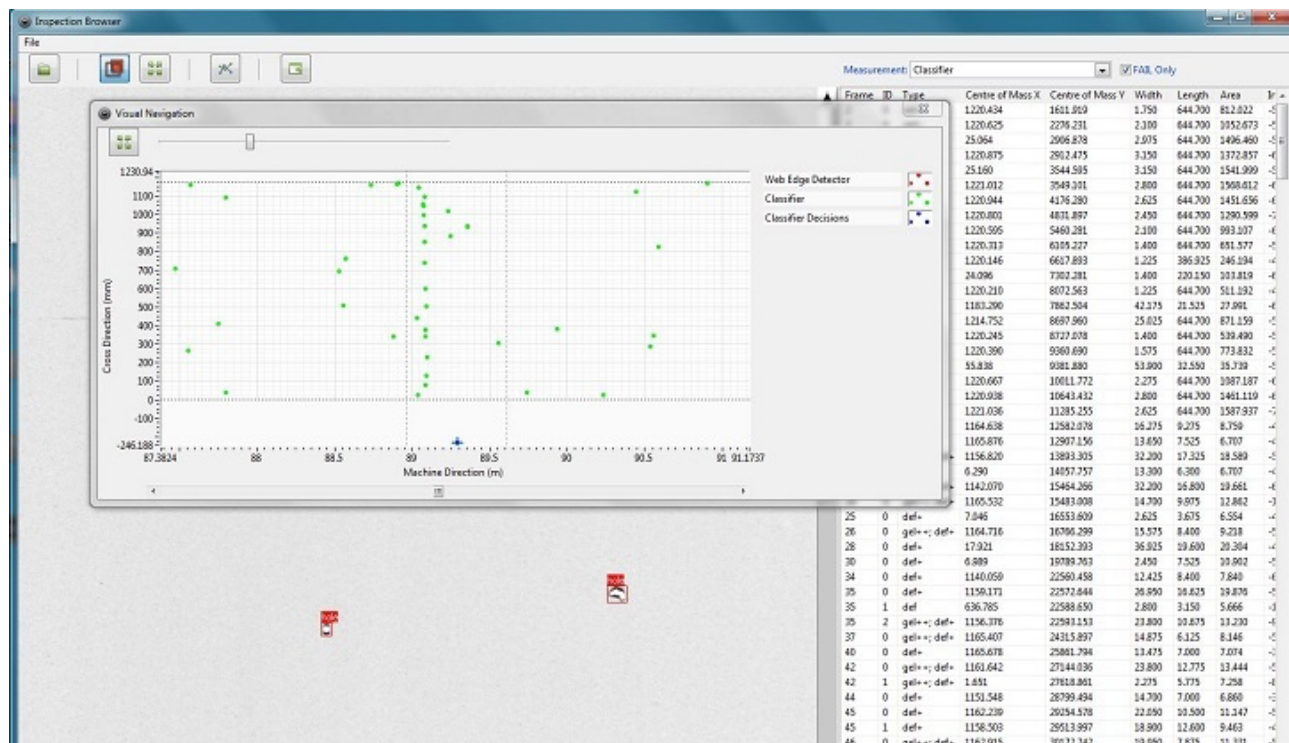 Inspection Browser
File
Measurement: Classifier FAIL Only
Visual Navigation
1230.94
1100
1000
900
800
700
600
500
400
300
200
100
0
-100
-246.188
Cross Direction (mm)
87.3824 88 88.5 89 89.5 90 90.5 91 91.1737
Machine Direction (m)
Web Edge Detector
Classifier
Classifier Decisions
hole
hole
Frame ID Type Centre of Mass X Centre of Mass Y Width Length Area
1220.434 1611.919 1.750 644.700 812.022
1220.625 2276.231 2.100 644.700 1052.673
25.064 2906.878 2.975 644.700 1496.460
1220.875 2912.475 3.150 644.700 1372.857
25.160 3544.595 3.150 644.700 1541.999
1221.012 3549.101 2.800 644.700 1568.612
1220.944 4176.280 2.625 644.700 1451.656
1220.801 4831.897 2.450 644.700 1290.599
1220.595 5460.281 2.100 644.700 993.107
1220.313 6105.227 1.400 644.700 651.577
1220.146 6617.893 1.225 386.925 246.194
24.096 7302.281 1.400 220.150 103.819
1220.210 8072.563 1.225 644.700 511.192
1183.290 7862.504 42.175 21.525 27.991
1214.752 8697.960 25.025 644.700 871.159
1220.245 8727.078 1.400 644.700 539.490
1220.390 9360.690 1.575 644.700 773.832
55.838 9381.880 53.900 32.550 35.739
1220.667 10011.772 2.275 644.700 1087.187
1220.938 10643.432 2.800 644.700 1461.119
1221.036 11285.255 2.625 644.700 1587.937
1164.638 12582.078 16.275 9.275 8.750
1165.876 12907.156 13.650 7.525 6.707
1156.820 13893.305 32.200 17.325 18.589
6.290 14057.757 13.300 6.300 6.707
1142.070 15464.266 32.200 16.800 19.661
1165.532 15483.008 14.700 9.975 12.862
25 0 def+ 7.046 16553.609 2.625 3.675 6.554
26 0 gel++; def+ 1164.716 16766.299 15.575 8.400 9.218
28 0 def+ 17.921 18152.393 36.925 19.600 20.304
30 0 def+ 6.989 19789.763 2.450 7.525 10.902
34 0 def+ 1140.059 22560.458 12.425 8.400 7.840
35 0 def+ 1159.171 22572.644 26.950 16.625 19.876
35 1 def 636.785 22588.650 2.800 3.150 5.666
35 2 gel++; def+ 1156.376 22593.153 23.800 10.675 13.230
37 0 gel++; def+ 1165.407 24315.897 14.875 6.125 8.146
40 0 def+ 1165.678 25861.794 13.475 7.000 7.074
42 0 gel++; def+ 1161.642 27144.036 23.800 12.775 13.444
42 1 gel++; def+ 1.651 27618.861 2.275 5.775 7.258
44 0 def+ 1151.548 28799.494 14.700 7.000 6.860
45 0 def+ 1162.239 29254.578 22.050 10.500 11.147
45 1 def+ 1158.503 29513.997 18.900 12.600 9.463